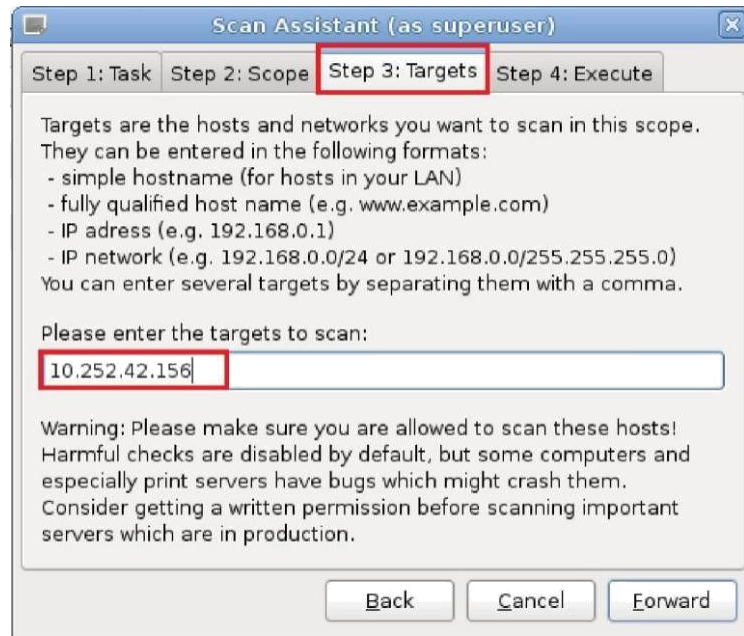 Scan Assistant (as superuser)
Step 1: Task
Step 2: Scope
Step 3: Targets
Step 4: Execute
Targets are the hosts and networks you want to scan in this scope.
They can be entered in the following formats:
- simple hostname (for hosts in your LAN)
- fully qualified host name (e.g. www.example.com)
- IP adress (e.g. 192.168.0.1)
- IP network (e.g. 192.168.0.0/24 or 192.168.0.0/255.255.255.0)
You can enter several targets by separating them with a comma.
Please enter the targets to scan:
10.252.42.156
Warning: Please make sure you are allowed to scan these hosts!
Harmful checks are disabled by default, but some computers and
especially print servers have bugs which might crash them.
Consider getting a written permission before scanning important
servers which are in production.
Back
Cancel
Forward